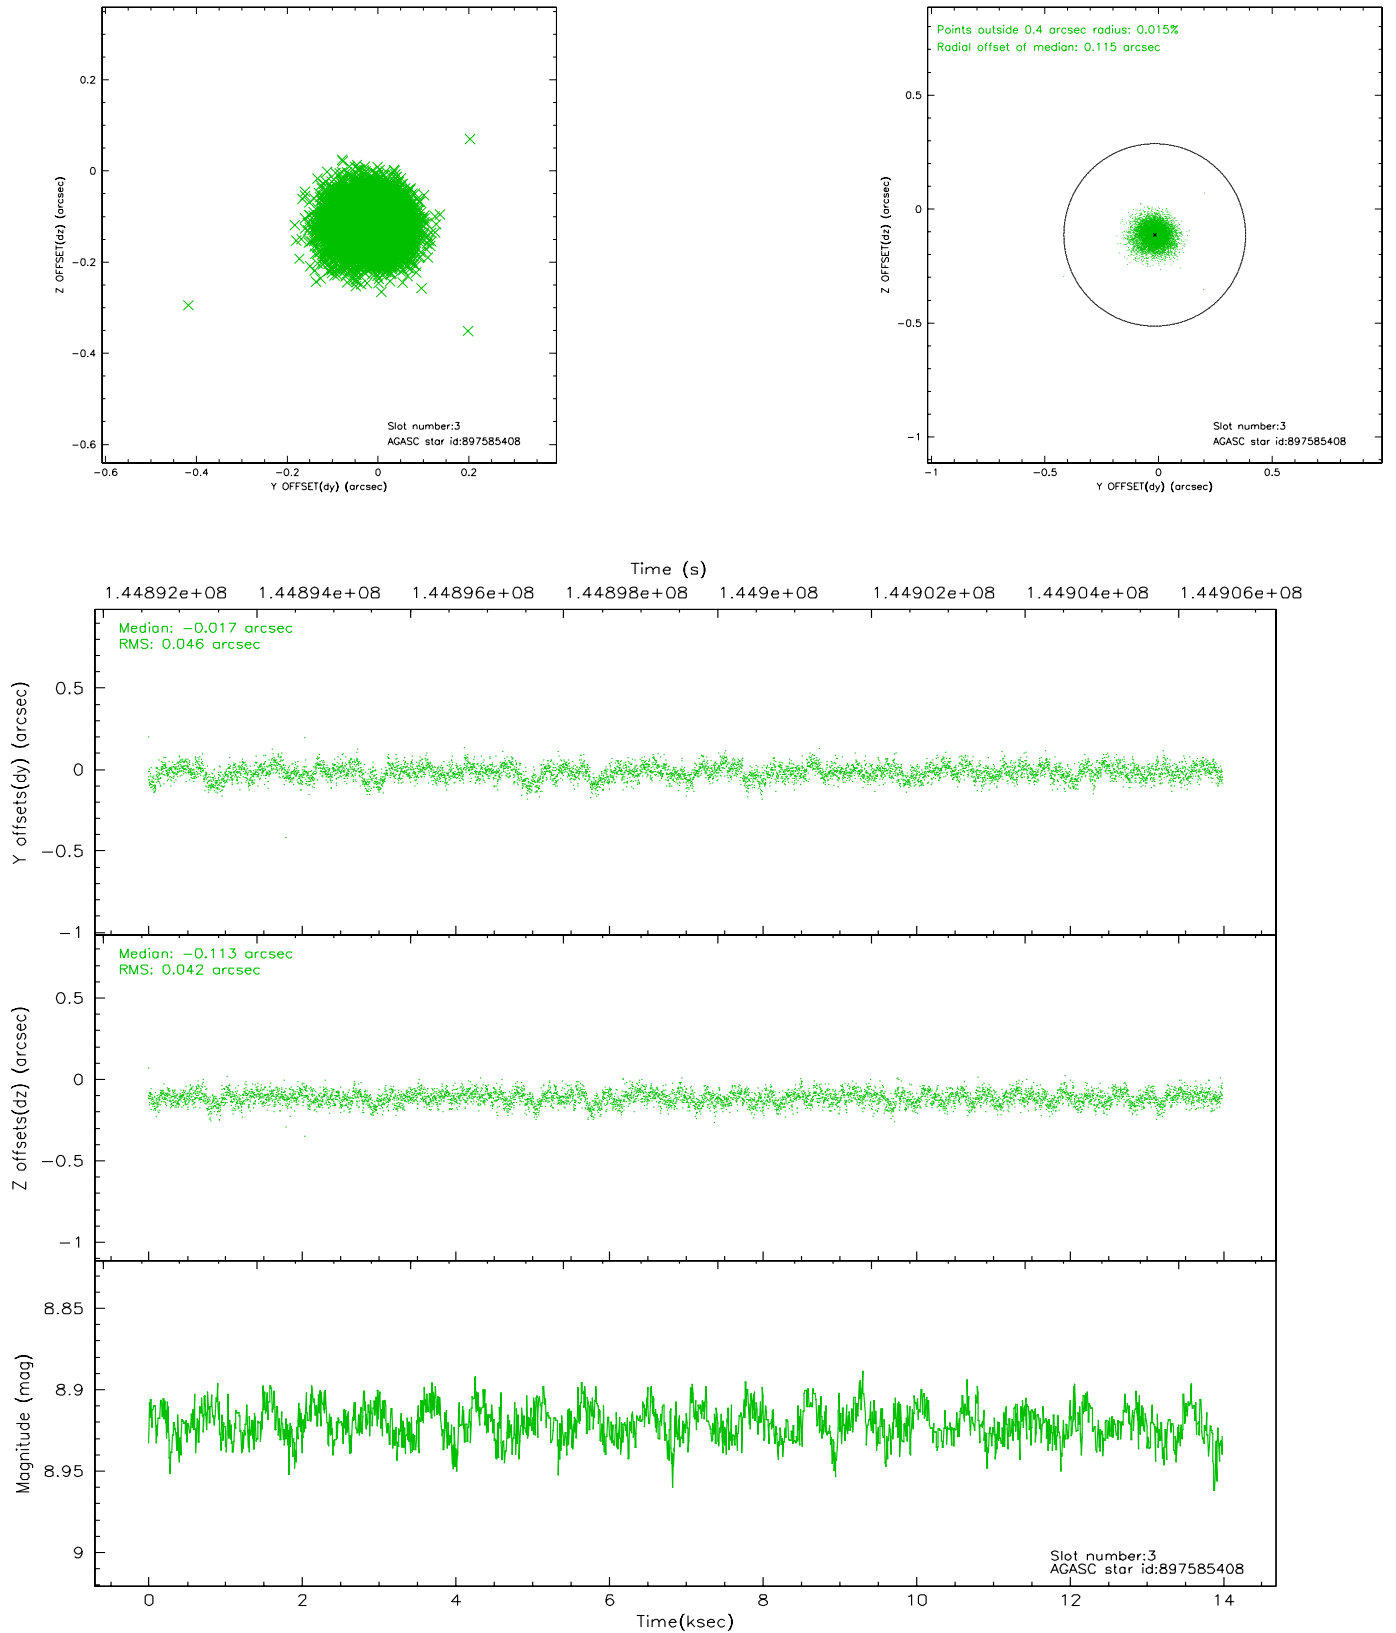 0.2
0
−0.2
−0.4
−0.6
Z OFFSET(dz) (arcsec)
Slot number:3
AGASC star id:897585408
−0.6 −0.4 −0.2 0 0.2
Y OFFSET(dy) (arcsec)
Points outside 0.4 arcsec radius: 0.015%
Radial offset of median: 0.115 arcsec
0.5
0
−0.5
−1
Z OFFSET(dz) (arcsec)
Slot number:3
AGASC star id:897585408
−1 −0.5 0 0.5
Y OFFSET(dy) (arcsec)
Time (s)
1.44892e+08 1.44894e+08 1.44896e+08 1.44898e+08 1.449e+08 1.44902e+08 1.44904e+08 1.44906e+08
Median: −0.017 arcsec
RMS: 0.046 arcsec
0.5
0
−0.5
−1
Y offsets(dy) (arcsec)
Median: −0.113 arcsec
RMS: 0.042 arcsec
0.5
0
−0.5
−1
Z offsets(dz) (arcsec)
8.85
8.9
8.95
9
Magnitude (mag)
Slot number:3
AGASC star id:897585408
0 2 4 6 8 10 12 14
Time(ksec)